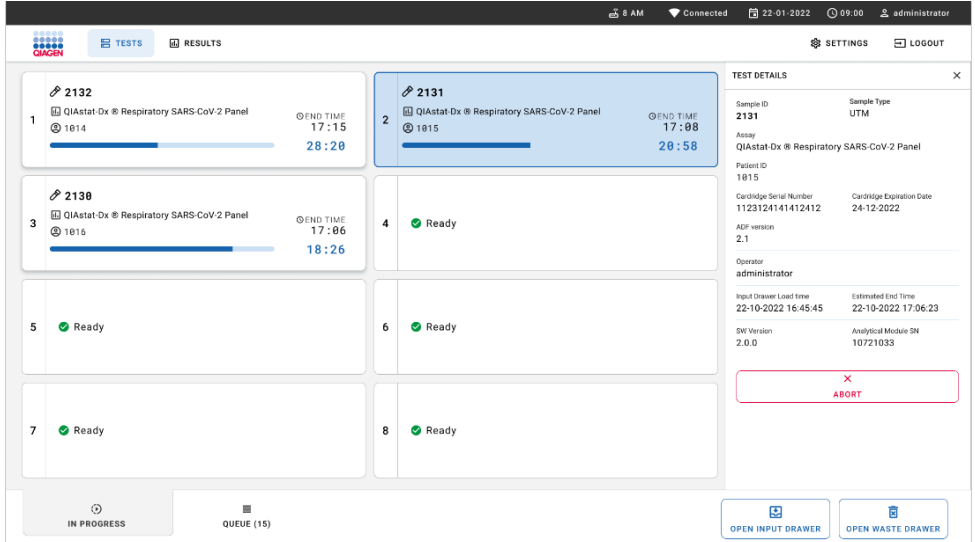 8 AM Connected 22-01-2022 09:00 administrator
QIAGEN TESTS RESULTS SETTINGS LOGOUT
1
2132
QIAstat-Dx ® Respiratory SARS-CoV-2 Panel
1014
END TIME
17:15
28:20
2
2131
QIAstat-Dx ® Respiratory SARS-CoV-2 Panel
1015
END TIME
17:08
20:58
3
2130
QIAstat-Dx ® Respiratory SARS-CoV-2 Panel
1016
END TIME
17:06
18:26
4 Ready
5 Ready
6 Ready
7 Ready
8 Ready
TEST DETAILS
Sample ID Sample Type
2131 UTM
Assay
QIAstat-Dx ® Respiratory SARS-CoV-2 Panel
Patient ID
1015
Cardridge Serial Number Cardridge Expiration Date
1123124141412412 24-12-2022
ADF version
2.1
Operator
administrator
Input Drawer Load time Estimated End Time
22-10-2022 16:45:45 22-10-2022 17:06:23
SW Version Analytical Module SN
2.0.0 10721033
ABORT
IN PROGRESS QUEUE (15) OPEN INPUT DRAWER OPEN WASTE DRAWER